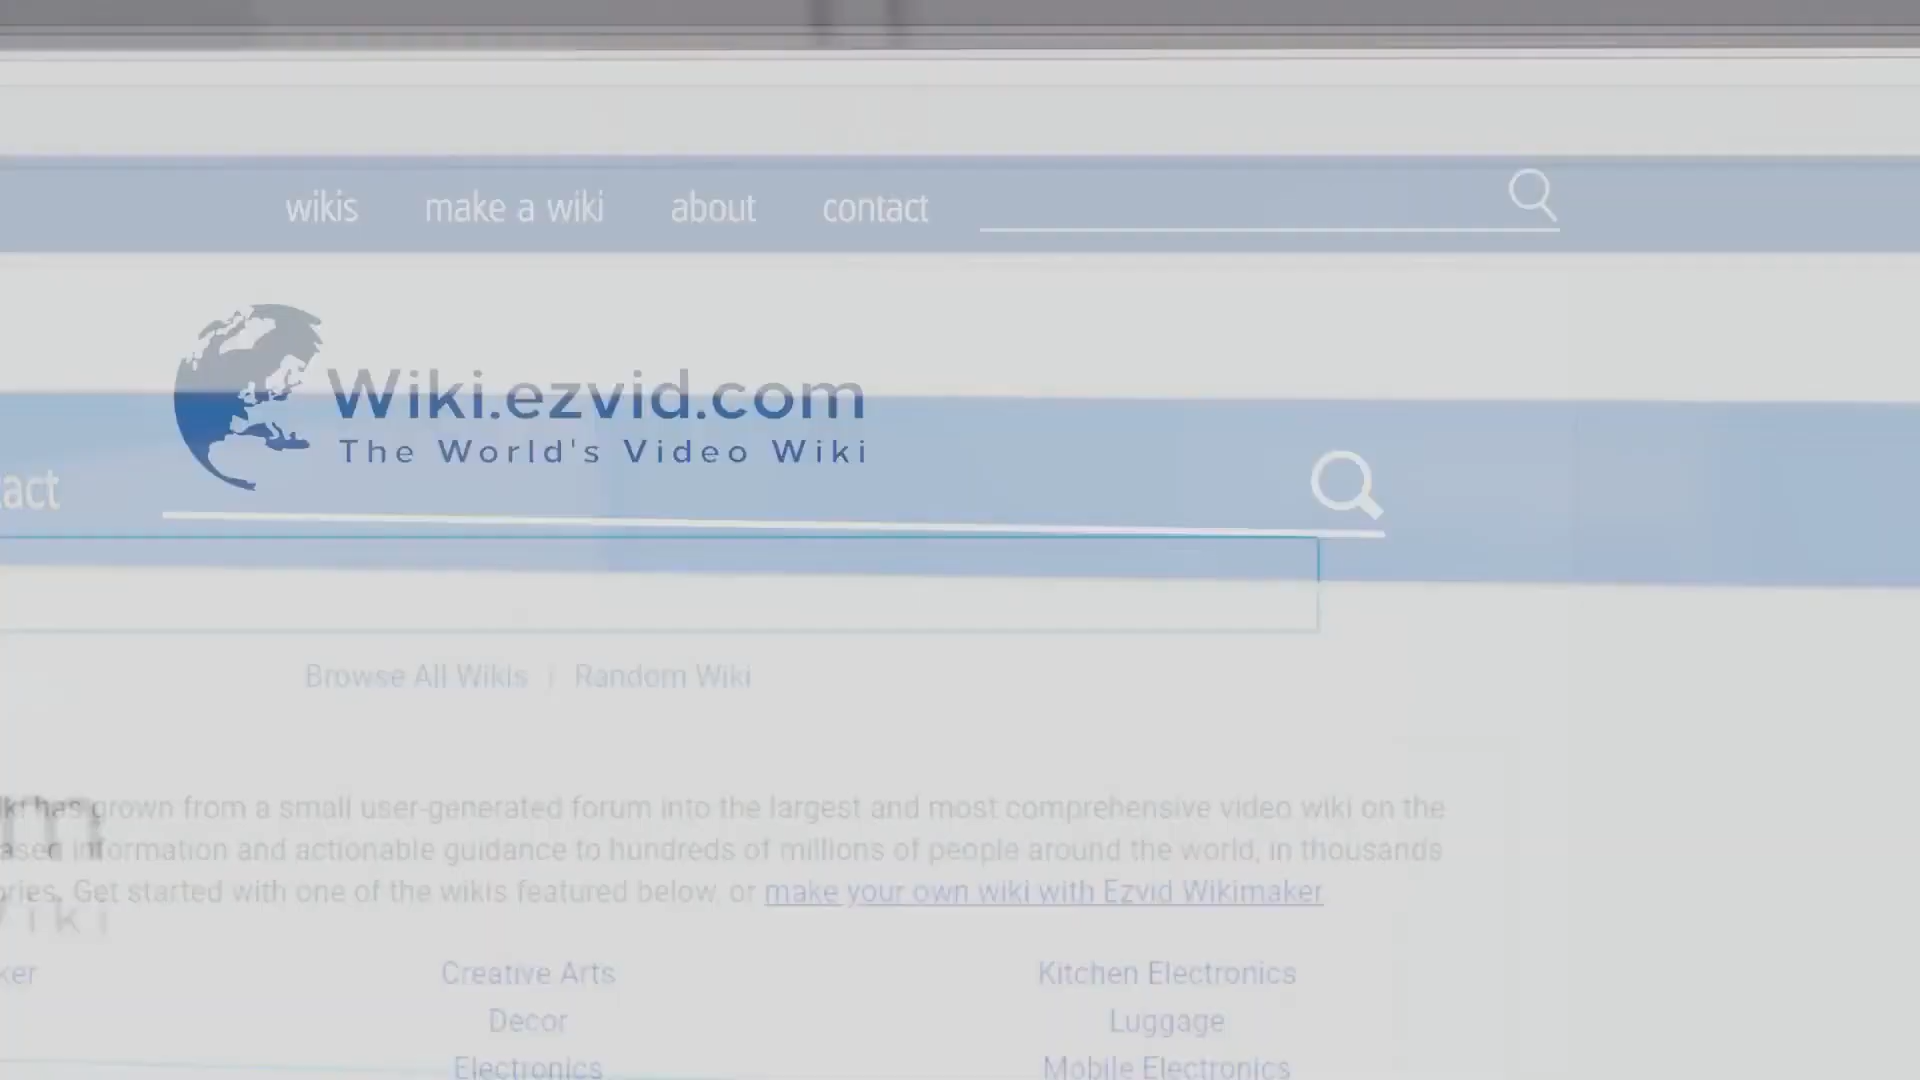 wikis make a wiki about contact
Wiki.ezvid.com
The World's Video Wiki
act
Browse All Wikis | Random Wiki
has grown from a small user-generated forum into the largest and most comprehensive video wiki on the
information and actionable guidance to hundreds of millions of people around the world, in thousands
Get started with one of the wikis featured below, or make your own wiki with Ezvid Wikimaker
m
Wiki
ker Creative Arts Kitchen Electronics
Decor Luggage
Electronics Mobile Electronics